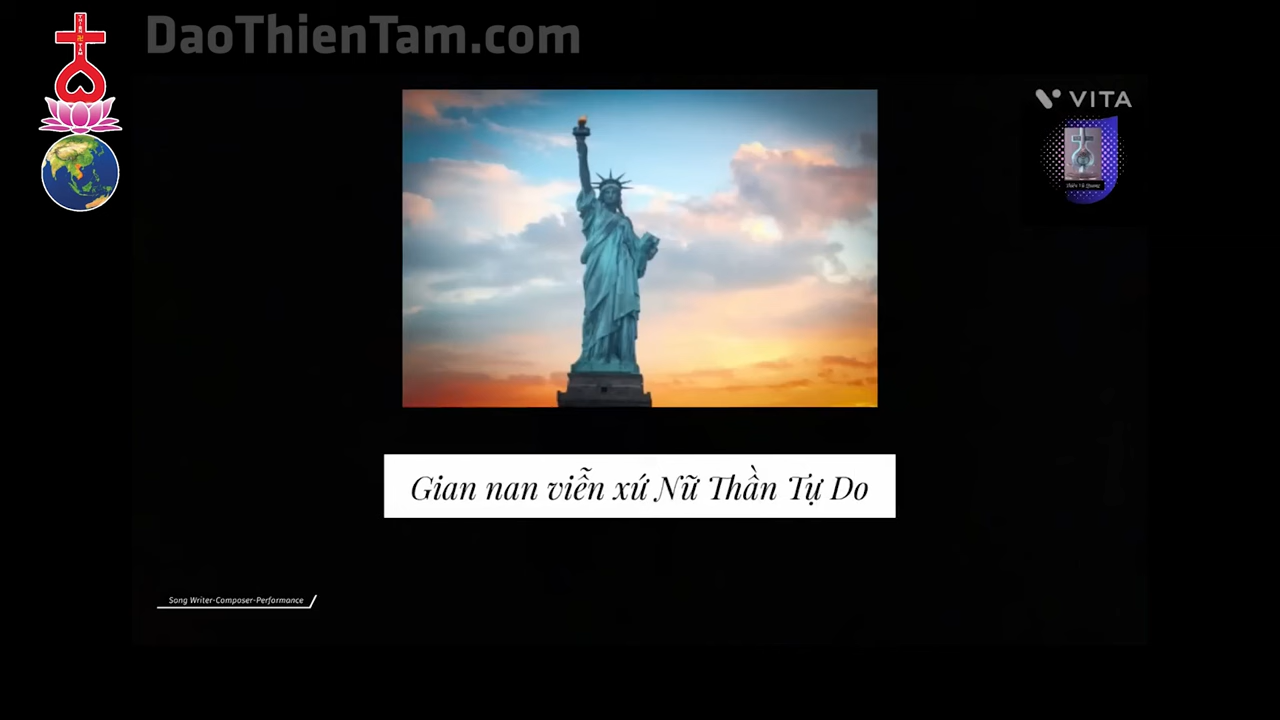 DaoThienTam.com
VITA
Gian nan viễn xứ Nữ Thần Tự Do
Song Writer-Composer-Performance